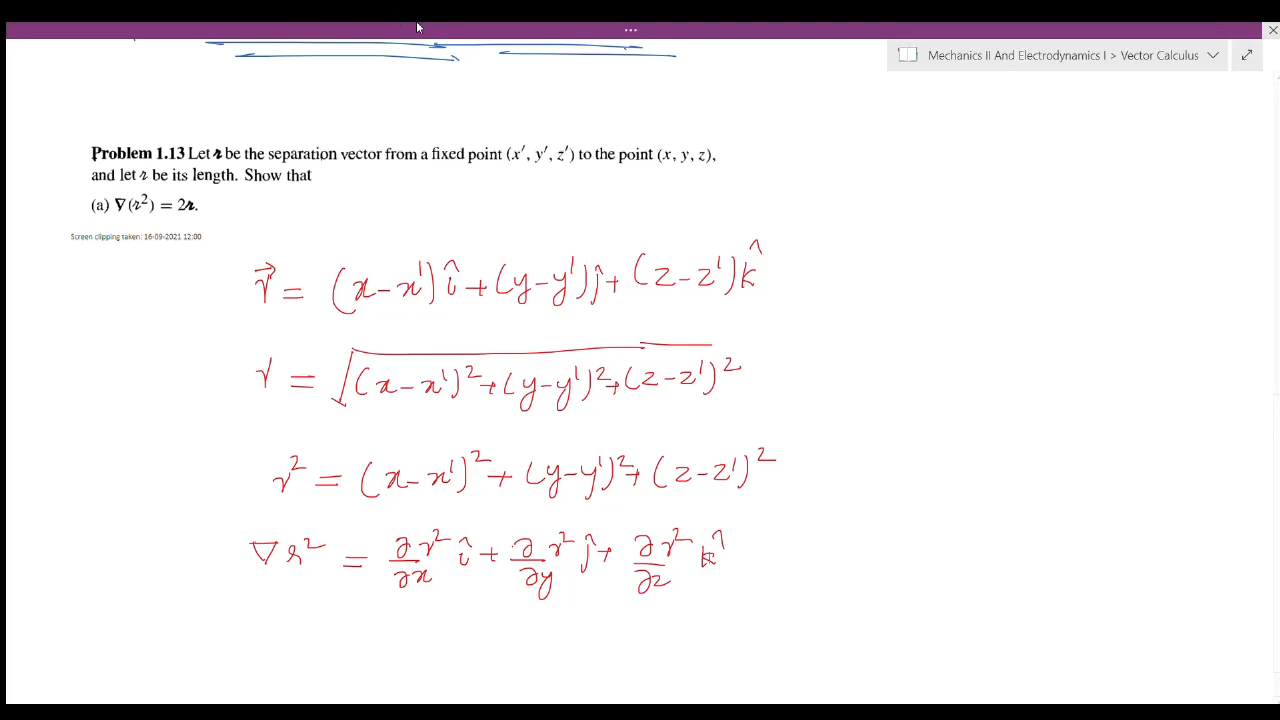 Mechanics II And Electrodynamics I > Vector Calculus
Problem 1.13 Let 𝓇 be the separation vector from a fixed point (x′, y′, z′) to the point (x, y, z),
and let 𝓇 be its length. Show that
(a) ∇(𝓇²) = 2𝓇.
Screen clipping taken: 16-09-2021 12:00
r⃗ = (x-x')î + (y-y')ĵ + (z-z')k̂
r = √(x-x')² + (y-y')² + (z-z')²
r² = (x-x')² + (y-y')² + (z-z')²
∇r² = ∂r²/∂x î + ∂/∂y r² ĵ + ∂r²/∂z k̂